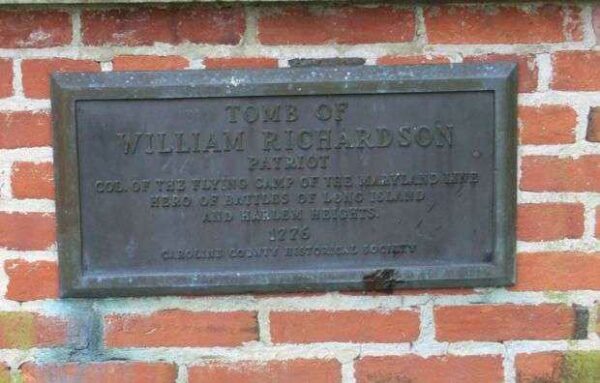 TOMB OF
WILLIAM RICHARDSON
PATRIOT
COL. OF THE FLYING CAMP OF THE MARYLAND LINE
HERO OF BATTLES OF LONG ISLAND
AND HARLEM HEIGHTS.
1776
CAROLINE COUNTY HISTORICAL SOCIETY